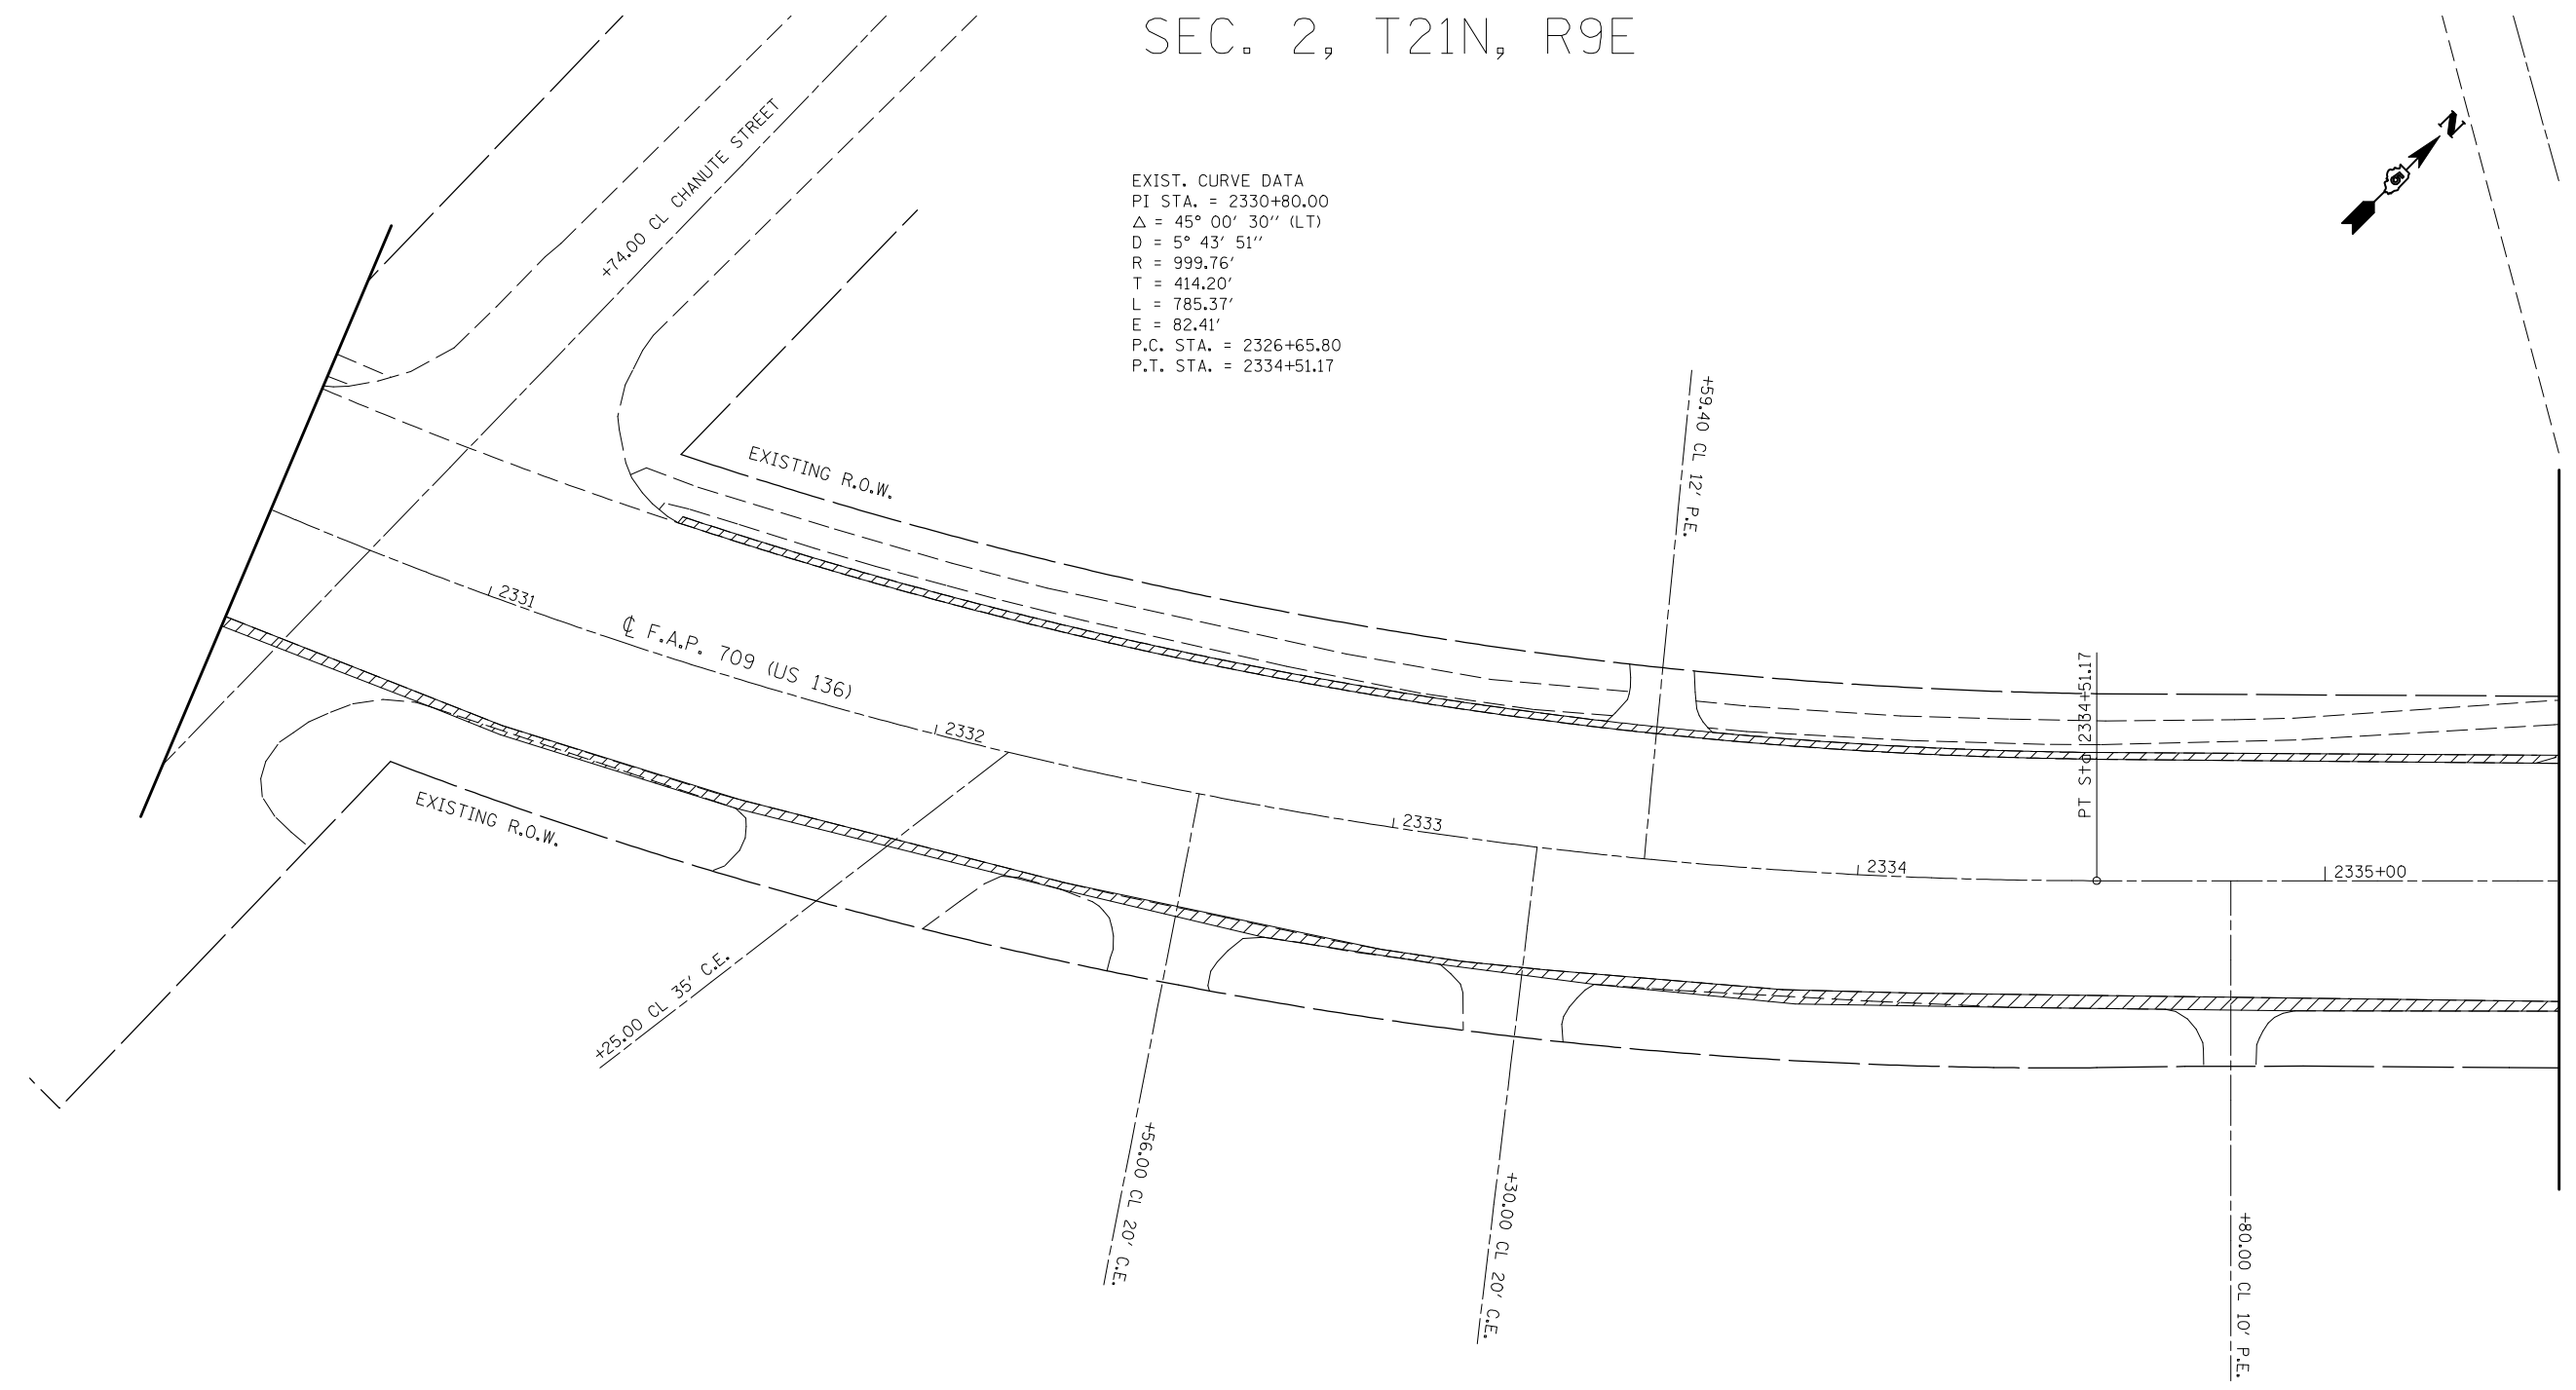 SEC. 2, T21N, R9E
N
+74.00 CL CHANUTE STREET
EXIST. CURVE DATA
PI STA. = 2330+80.00
△ = 45° 00' 30'' (LT)
D = 5° 43' 51''
R = 999.76'
T = 414.20'
L = 785.37'
E = 82.41'
P.C. STA. = 2326+65.80
P.T. STA. = 2334+51.17
+59.40 CL 12' P.E.
EXISTING R.O.W.
2331
℄ F.A.P. 709 (US 136)
2332
2333
2334
2335+00
PT Sta 2334+51.17
EXISTING R.O.W.
+25.00 CL 35' C.E.
+56.00 CL 20' C.E.
+30.00 CL 20' C.E.
+80.00 CL 10' P.E.